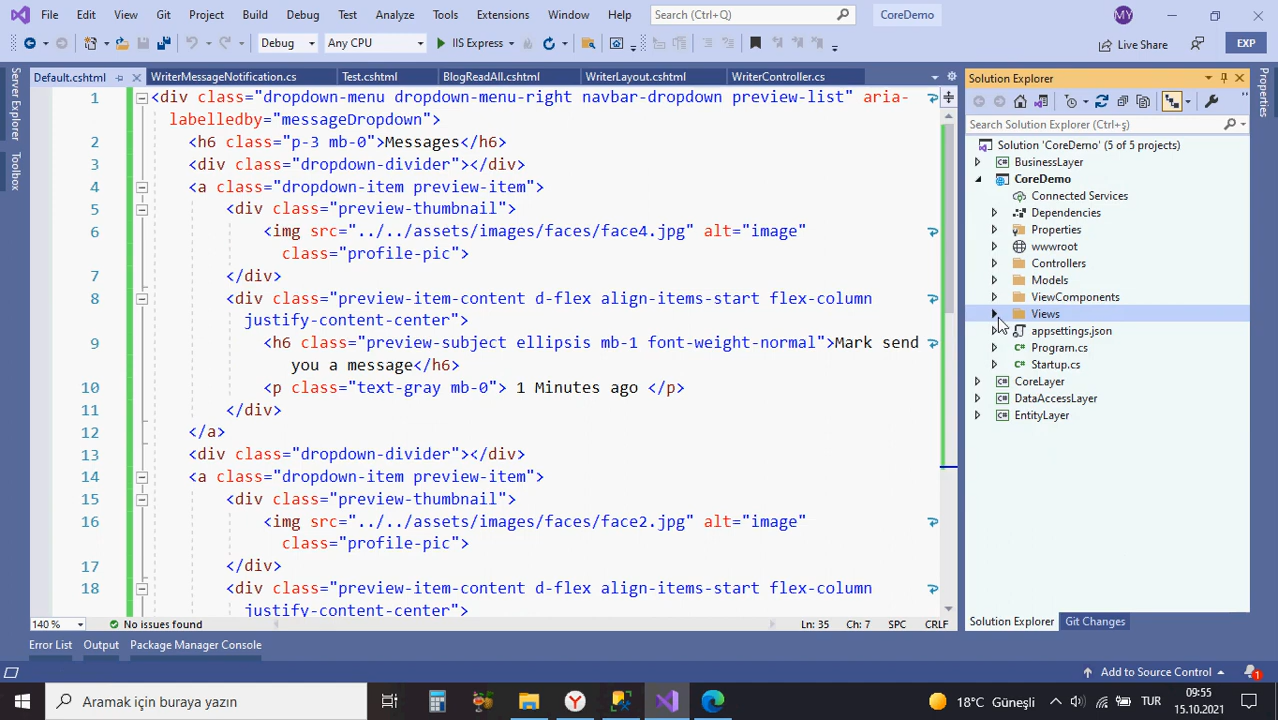 File Edit View Git Project Build Debug Test Analyze Tools Extensions Window Help Search (Ctrl+Q) CoreDemo MY
Debug Any CPU IIS Express Live Share EXP
Default.cshtml WriterMessageNotification.cs Test.cshtml BlogReadAll.cshtml WriterLayout.cshtml WriterController.cs
Server Explorer
Toolbox
1 <div class="dropdown-menu dropdown-menu-right navbar-dropdown preview-list" aria-
labelledby="messageDropdown">
2 <h6 class="p-3 mb-0">Messages</h6>
3 <div class="dropdown-divider"></div>
4 <a class="dropdown-item preview-item">
5 <div class="preview-thumbnail">
6 <img src="../../assets/images/faces/face4.jpg" alt="image"
class="profile-pic">
7 </div>
8 <div class="preview-item-content d-flex align-items-start flex-column
justify-content-center">
9 <h6 class="preview-subject ellipsis mb-1 font-weight-normal">Mark send
you a message</h6>
10 <p class="text-gray mb-0"> 1 Minutes ago </p>
11 </div>
12 </a>
13 <div class="dropdown-divider"></div>
14 <a class="dropdown-item preview-item">
15 <div class="preview-thumbnail">
16 <img src="../../assets/images/faces/face2.jpg" alt="image"
class="profile-pic">
17 </div>
18 <div class="preview-item-content d-flex align-items-start flex-column
justify-content-center">
140 % No issues found Ln: 35 Ch: 7 SPC CRLF
Solution Explorer
Search Solution Explorer (Ctrl+ş)
Solution 'CoreDemo' (5 of 5 projects)
BusinessLayer
CoreDemo
Connected Services
Dependencies
Properties
wwwroot
Controllers
Models
ViewComponents
Views
appsettings.json
C# Program.cs
C# Startup.cs
C# CoreLayer
C# DataAccessLayer
C# EntityLayer
Solution Explorer Git Changes
Properties
Error List Output Package Manager Console
Add to Source Control 1
Aramak için buraya yazın 18°C Güneşli TUR 09:55
15.10.2021